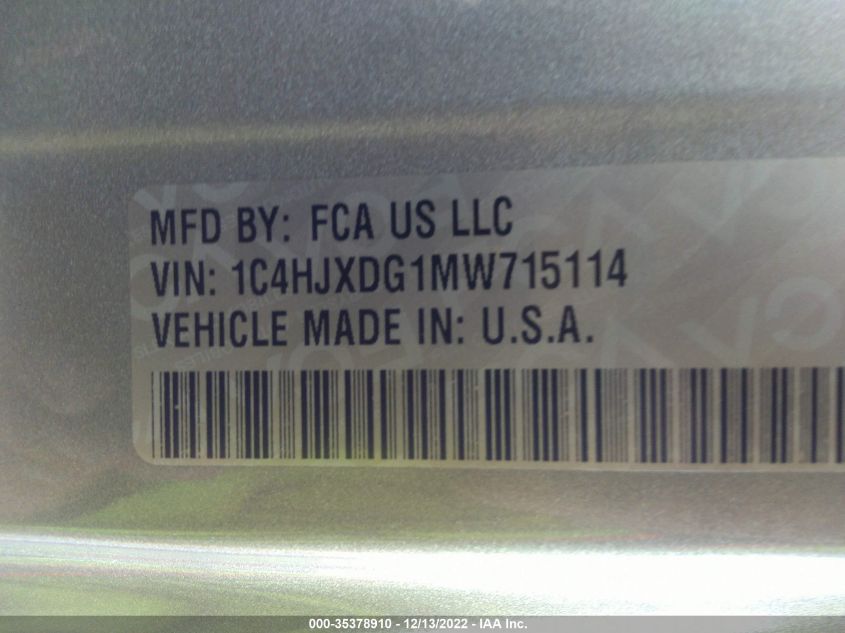 MFD BY: FCA US LLC
VIN: 1C4HJXDG1MW715114
VEHICLE MADE IN: U.S.A.
000-35378910 - 12/13/2022 - IAA Inc.